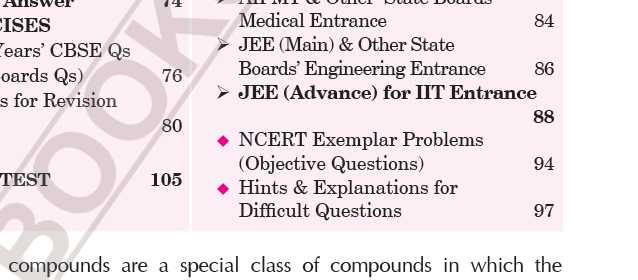 Answer 74
CISES
Years' CBSE Qs
oards Qs) 76
s for Revision
80
TEST 105
➢ AIPMT & Other State Boards'
Medical Entrance 84
➢ JEE (Main) & Other State
Boards' Engineering Entrance 86
➢ JEE (Advance) for IIT Entrance
88
◆ NCERT Exemplar Problems
(Objective Questions) 94
◆ Hints & Explanations for
Difficult Questions 97
compounds are a special class of compounds in which the
BOOK